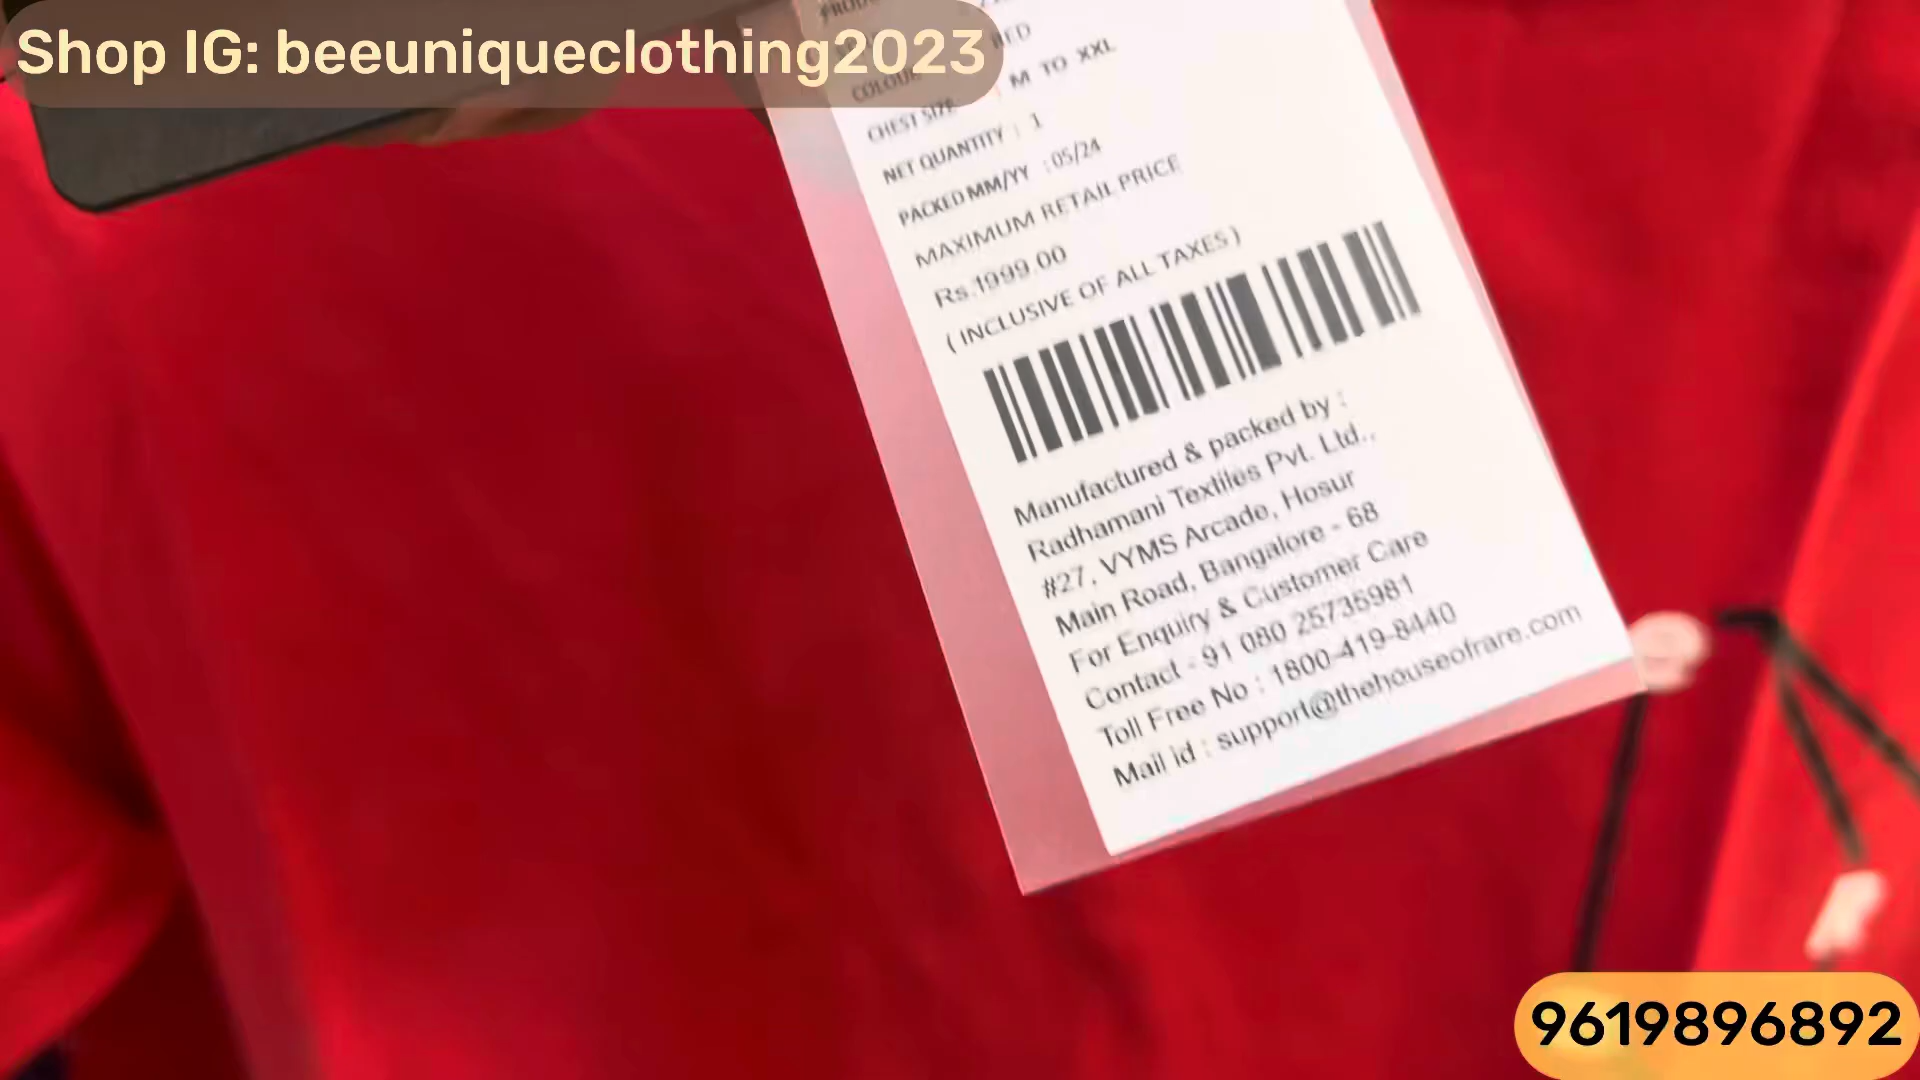 Shop IG: beeuniqueclothing2023
RED
COLOUR
CHEST SIZE : M TO XXL
NET QUANTITY : 1
PACKED MM/YY : 05/24
MAXIMUM RETAIL PRICE
Rs.1999.00
( INCLUSIVE OF ALL TAXES )
Manufactured & packed by :
Radhamani Textiles Pvt. Ltd.,
#27, VYMS Arcade, Hosur
Main Road, Bangalore - 68
For Enquiry & Customer Care
Contact - 91 080 25735981
Toll Free No : 1800-419-8440
Mail id : support@thehouseofrare.com
9619896892